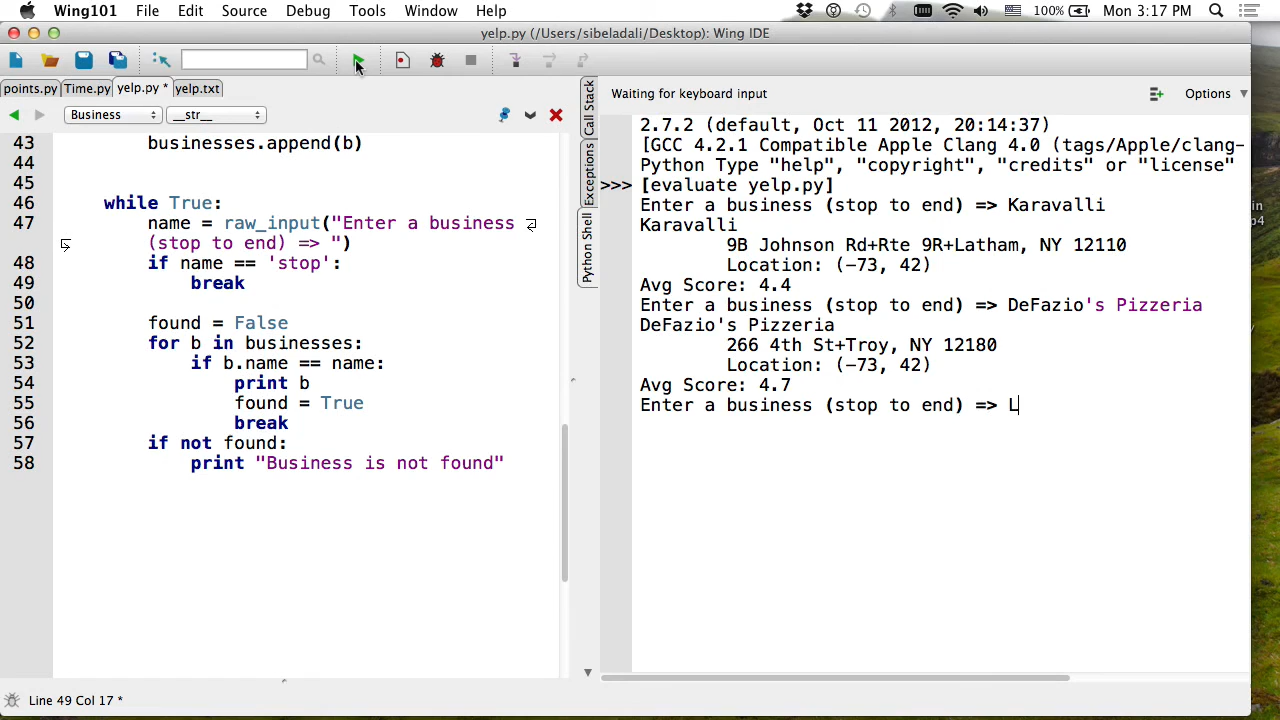 Wing101 File Edit Source Debug Tools Window Help 100% Mon 3:17 PM
yelp.py (/Users/sibeladali/Desktop): Wing IDE
points.py Time.py yelp.py * yelp.txt
Business __str__
43 businesses.append(b)
44
45
46 while True:
47 name = raw_input("Enter a business
(stop to end) => ")
48 if name == 'stop':
49 break
50
51 found = False
52 for b in businesses:
53 if b.name == name:
54 print b
55 found = True
56 break
57 if not found:
58 print "Business is not found"
Line 49 Col 17 *
Call Stack
Exceptions
Python Shell
Waiting for keyboard input Options
2.7.2 (default, Oct 11 2012, 20:14:37)
[GCC 4.2.1 Compatible Apple Clang 4.0 (tags/Apple/clang-
Python Type "help", "copyright", "credits" or "license"
>>> [evaluate yelp.py]
Enter a business (stop to end) => Karavalli
Karavalli
9B Johnson Rd+Rte 9R+Latham, NY 12110
Location: (-73, 42)
Avg Score: 4.4
Enter a business (stop to end) => DeFazio's Pizzeria
DeFazio's Pizzeria
266 4th St+Troy, NY 12180
Location: (-73, 42)
Avg Score: 4.7
Enter a business (stop to end) => L
in
p4